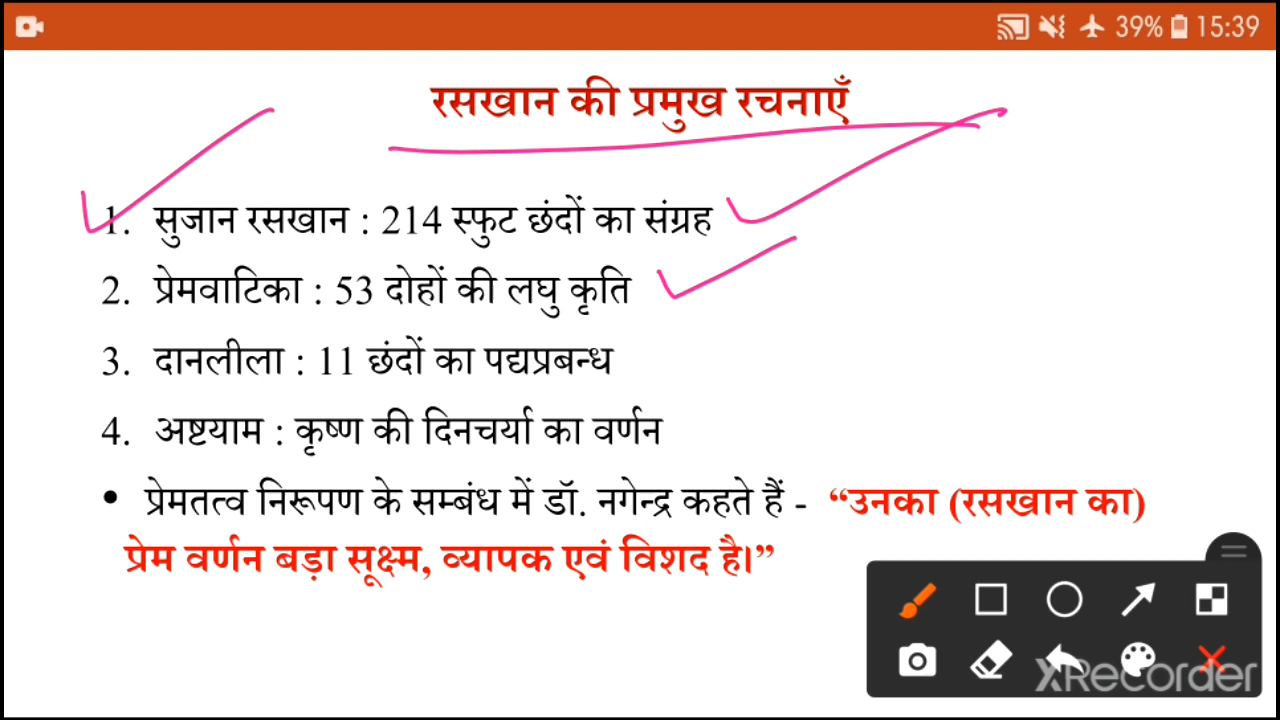 39% 15:39
रसखान की प्रमुख रचनाएँ
1. सुजान रसखान : 214 स्फुट छंदों का संग्रह
2. प्रेमवाटिका : 53 दोहों की लघु कृति
3. दानलीला : 11 छंदों का पद्यप्रबन्ध
4. अष्टयाम : कृष्ण की दिनचर्या का वर्णन
• प्रेमतत्व निरूपण के सम्बंध में डॉ. नगेन्द्र कहते हैं - “उनका (रसखान का)
प्रेम वर्णन बड़ा सूक्ष्म, व्यापक एवं विशद है।”
XRecorder